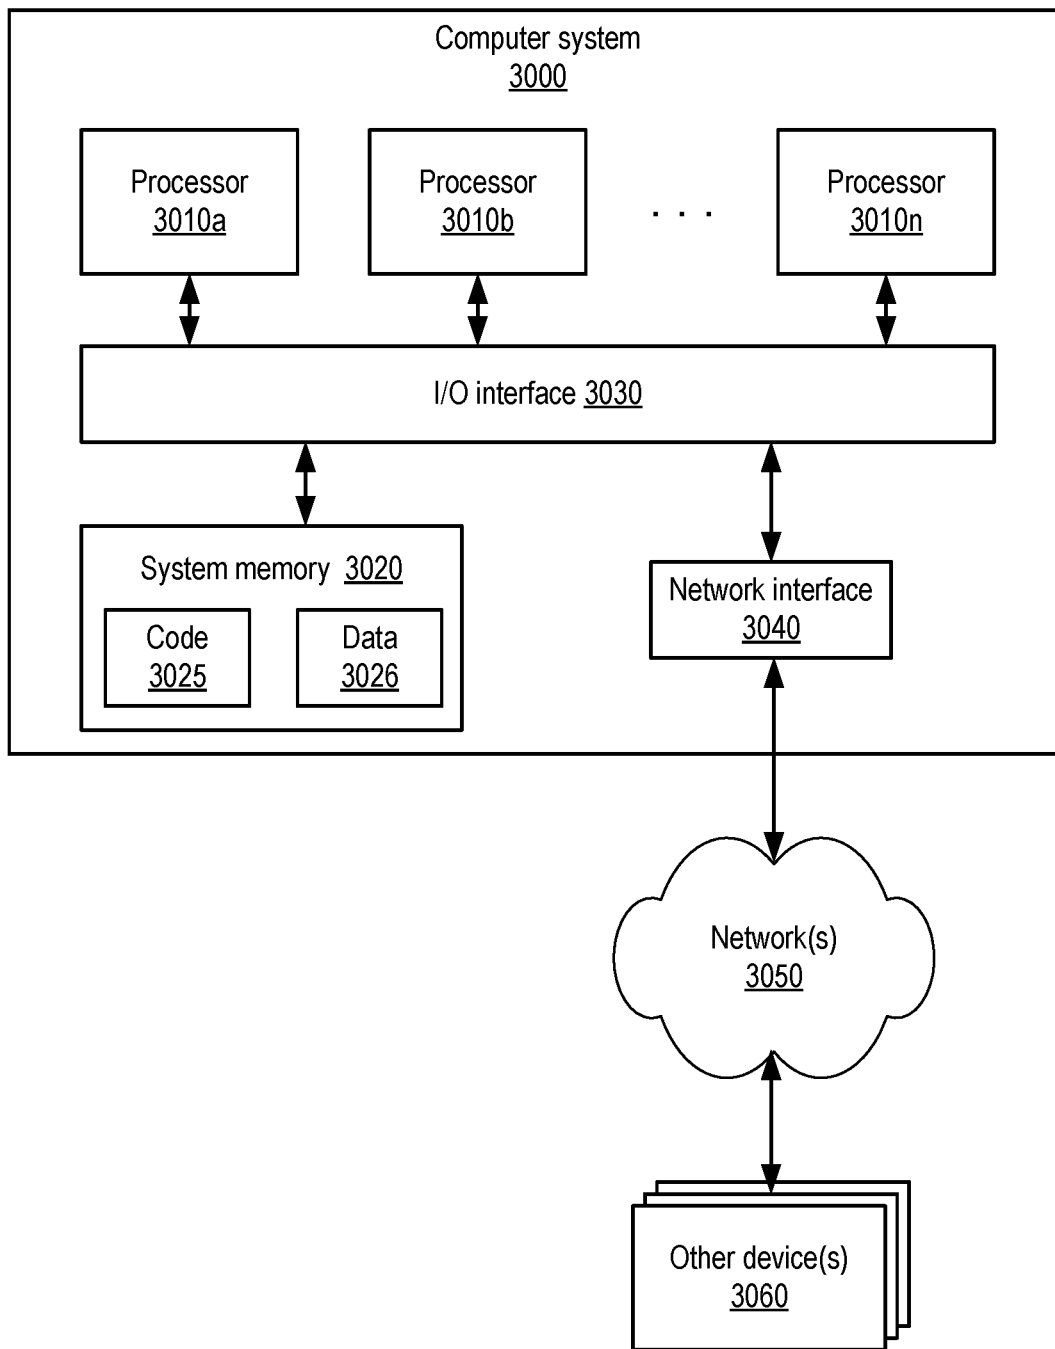 Computer system
3000
Processor
3010a
Processor
3010b
. . .
Processor
3010n
I/O interface 3030
System memory 3020
Code
3025
Data
3026
Network interface
3040
Network(s)
3050
Other device(s)
3060